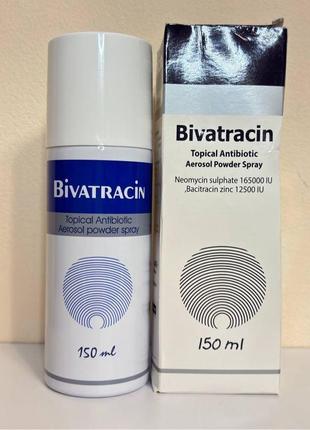 BIVATRACIN
Topical Antibiotic
Aerosol powder spray
150 ml
Bivatracin
Topical Antibiotic
Aerosol Powder Spray
Neomycin sulphate 165000 IU
,Bacitracin zinc 12500 IU
150 ml